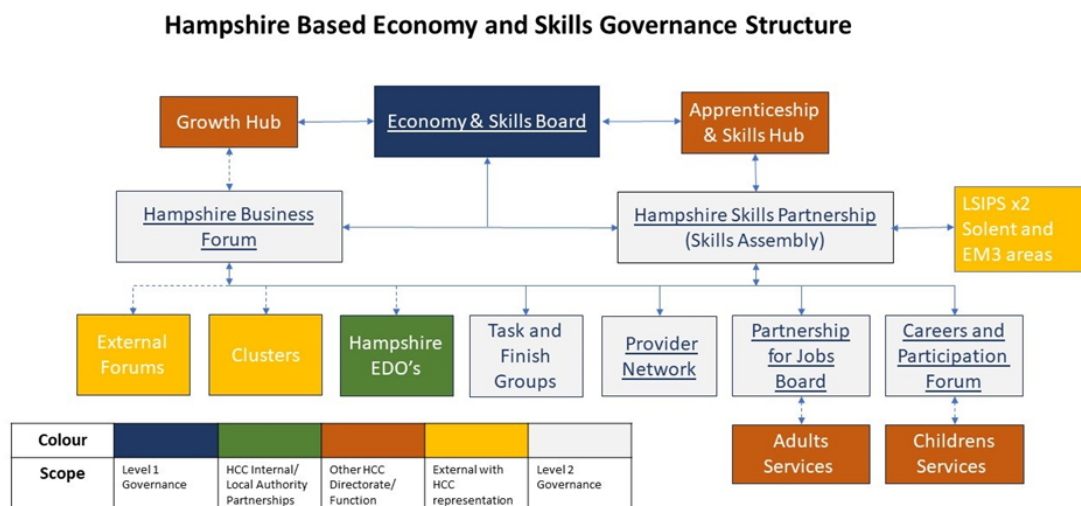 Hampshire Based Economy and Skills Governance Structure
Growth Hub
Economy & Skills Board
Apprenticeship
& Skills Hub
Hampshire Business
Forum
Hampshire Skills Partnership
(Skills Assembly)
LSIPS x2
Solent and
EM3 areas
External
Forums
Clusters
Hampshire
EDO's
Task and
Finish
Groups
Provider
Network
Partnership
for Jobs
Board
Careers and
Participation
Forum
Adults
Services
Childrens
Services
Colour
Scope
Level 1
Governance
HCC Internal/
Local Authority
Partnerships
Other HCC
Directorate/
Function
External with
HCC
representation
Level 2
Governance